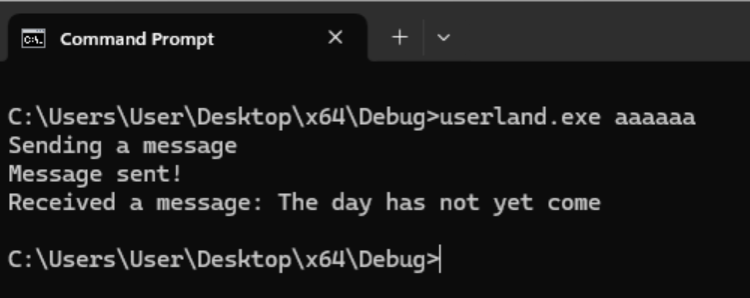 Command Prompt
C:\Users\User\Desktop\x64\Debug>userland.exe aaaaaa
Sending a message
Message sent!
Received a message: The day has not yet come
C:\Users\User\Desktop\x64\Debug>